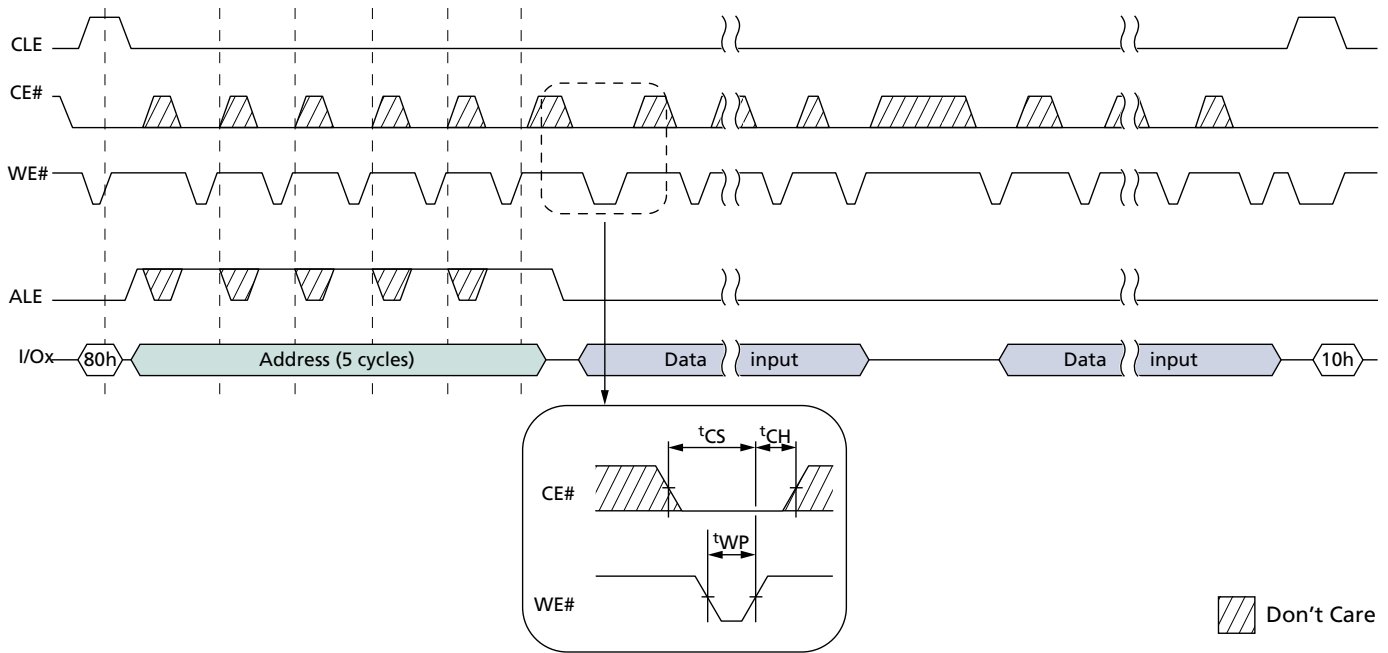 CLE
CE#
WE#
ALE
I/Ox
80h
Address (5 cycles)
Data input
Data input
10h
tCS
tCH
CE#
tWP
WE#
Don't Care